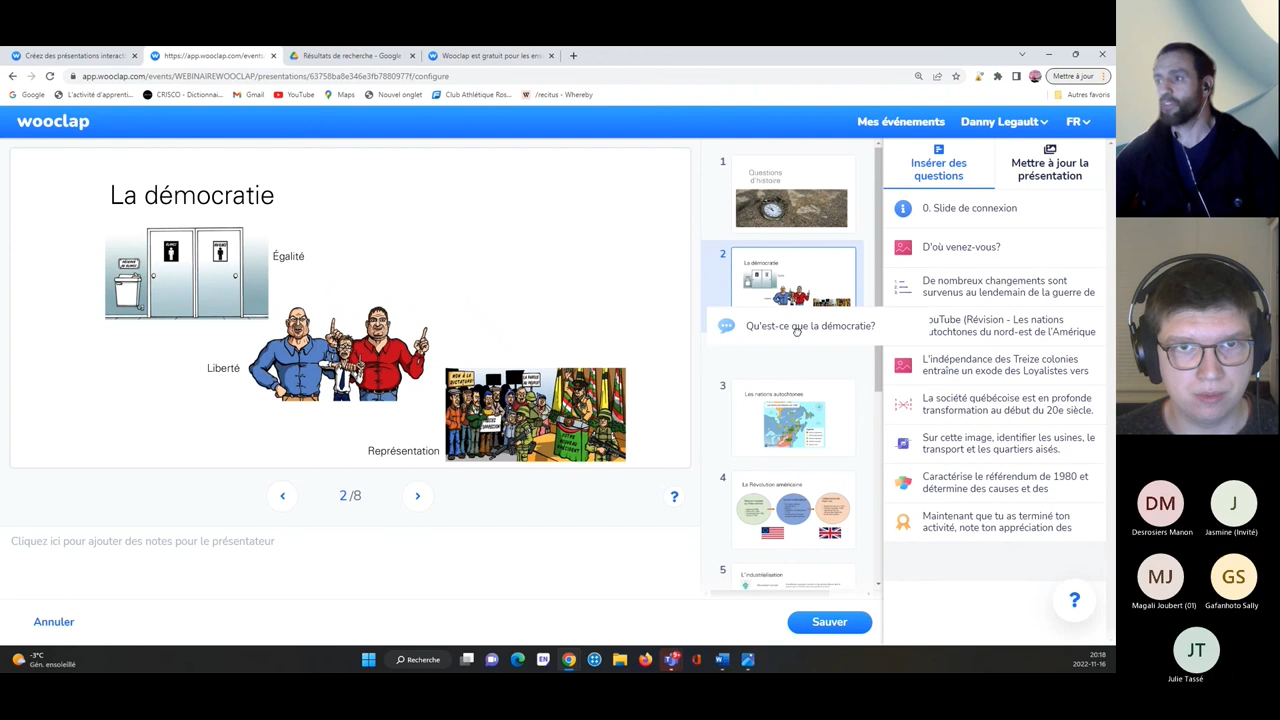 Créez des présentations interact
https://app.wooclap.com/event
Résultats de recherche - Google
Wooclap est gratuit pour les en
app.wooclap.com/events/WEBINAIREWOOCLAP/presentations/63758ba8e346e3fb7880977f/configure
Mettre à jour
Google
L'activité d'apprenti...
CRISCO - Dictionnai...
Gmail
YouTube
Maps
Nouvel onglet
Club Athlétique Ros...
/recitus - Whereby
Autres favoris
wooclap
Mes événements
Danny Legault
FR
La démocratie
Égalité
Liberté
Représentation
2 /8
?
Cliquez ici pour ajouter des notes pour le présentateur
Annuler
Sauver
1
Questions
d'histoire
2
La démocratie
Qu'est-ce que la démocratie?
3
Les nations autochtones
4
La Révolution américaine
5
L'industrialisation
Insérer des
questions
Mettre à jour la
présentation
0. Slide de connexion
D'où venez-vous?
De nombreux changements sont
survenus au lendemain de la guerre de
ouTube (Révision - Les nations
utochtones du nord-est de l'Amérique
L'indépendance des Treize colonies
entraîne un exode des Loyalistes vers
La société québécoise est en profonde
transformation au début du 20e siècle.
Sur cette image, identifier les usines, le
transport et les quartiers aisés.
Caractérise le référendum de 1980 et
détermine des causes et des
Maintenant que tu as terminé ton
activité, note ton appréciation des
?
-3°C
Gén. ensoleillé
Recherche
EN
20:18
2022-11-16
DM
Desrosiers Manon
J
Jasmine (Invité)
MJ
Magali Joubert (01)
GS
Gafanhoto Sally
JT
Julie Tassé